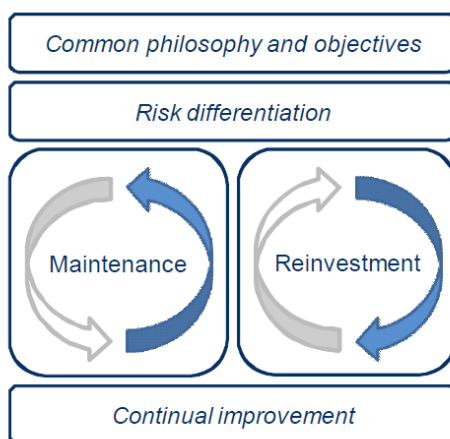 Common philosophy and objectives
Risk differentiation
Maintenance
Reinvestment
Continual improvement